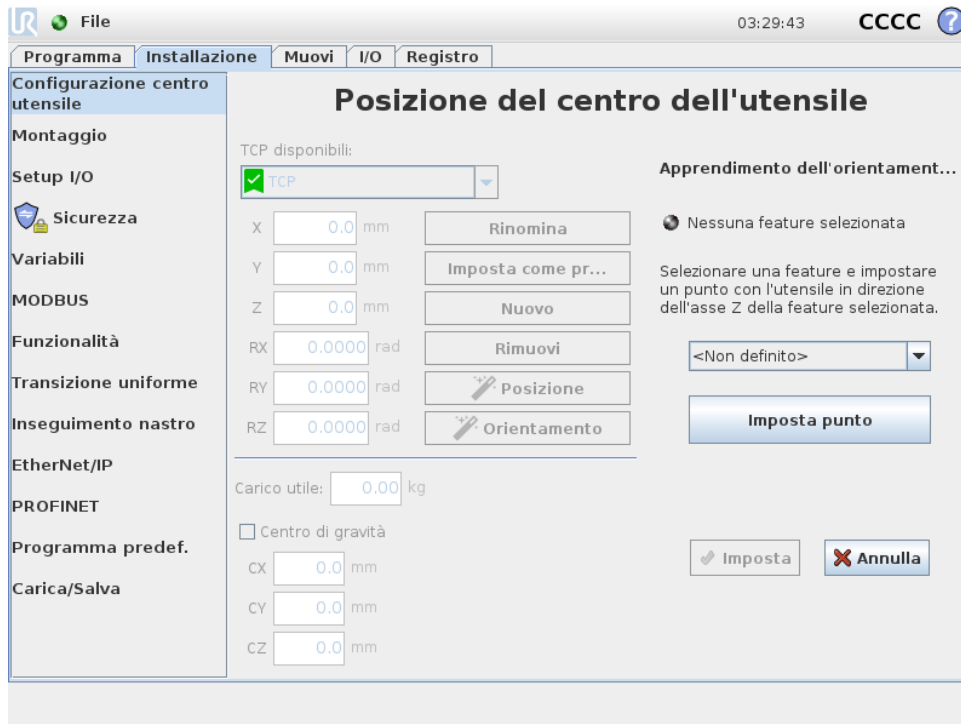 UR File 03:29:43 CCCC ?
Programma Installazione Muovi I/O Registro
Configurazione centro
utensile
Montaggio
Setup I/O
Sicurezza
Variabili
MODBUS
Funzionalità
Transizione uniforme
Inseguimento nastro
EtherNet/IP
PROFINET
Programma predef.
Carica/Salva
Posizione del centro dell'utensile
TCP disponibili:
TCP
X 0.0 mm Rinomina
Y 0.0 mm Imposta come pr...
Z 0.0 mm Nuovo
RX 0.0000 rad Rimuovi
RY 0.0000 rad Posizione
RZ 0.0000 rad Orientamento
Carico utile: 0.00 kg
Centro di gravità
CX 0.0 mm
CY 0.0 mm
CZ 0.0 mm
Apprendimento dell'orientament...
Nessuna feature selezionata
Selezionare una feature e impostare
un punto con l'utensile in direzione
dell'asse Z della feature selezionata.
<Non definito>
Imposta punto
Imposta Annulla